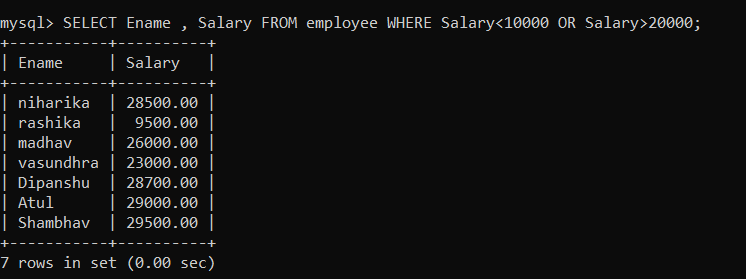 mysql> SELECT Ename , Salary FROM employee WHERE Salary<10000 OR Salary>20000;
+-----------+----------+
| Ename     | Salary   |
+-----------+----------+
| niharika  | 28500.00 |
| rashika   |  9500.00 |
| madhav    | 26000.00 |
| vasundhra | 23000.00 |
| Dipanshu  | 28700.00 |
| Atul      | 29000.00 |
| Shambhav  | 29500.00 |
+-----------+----------+
7 rows in set (0.00 sec)